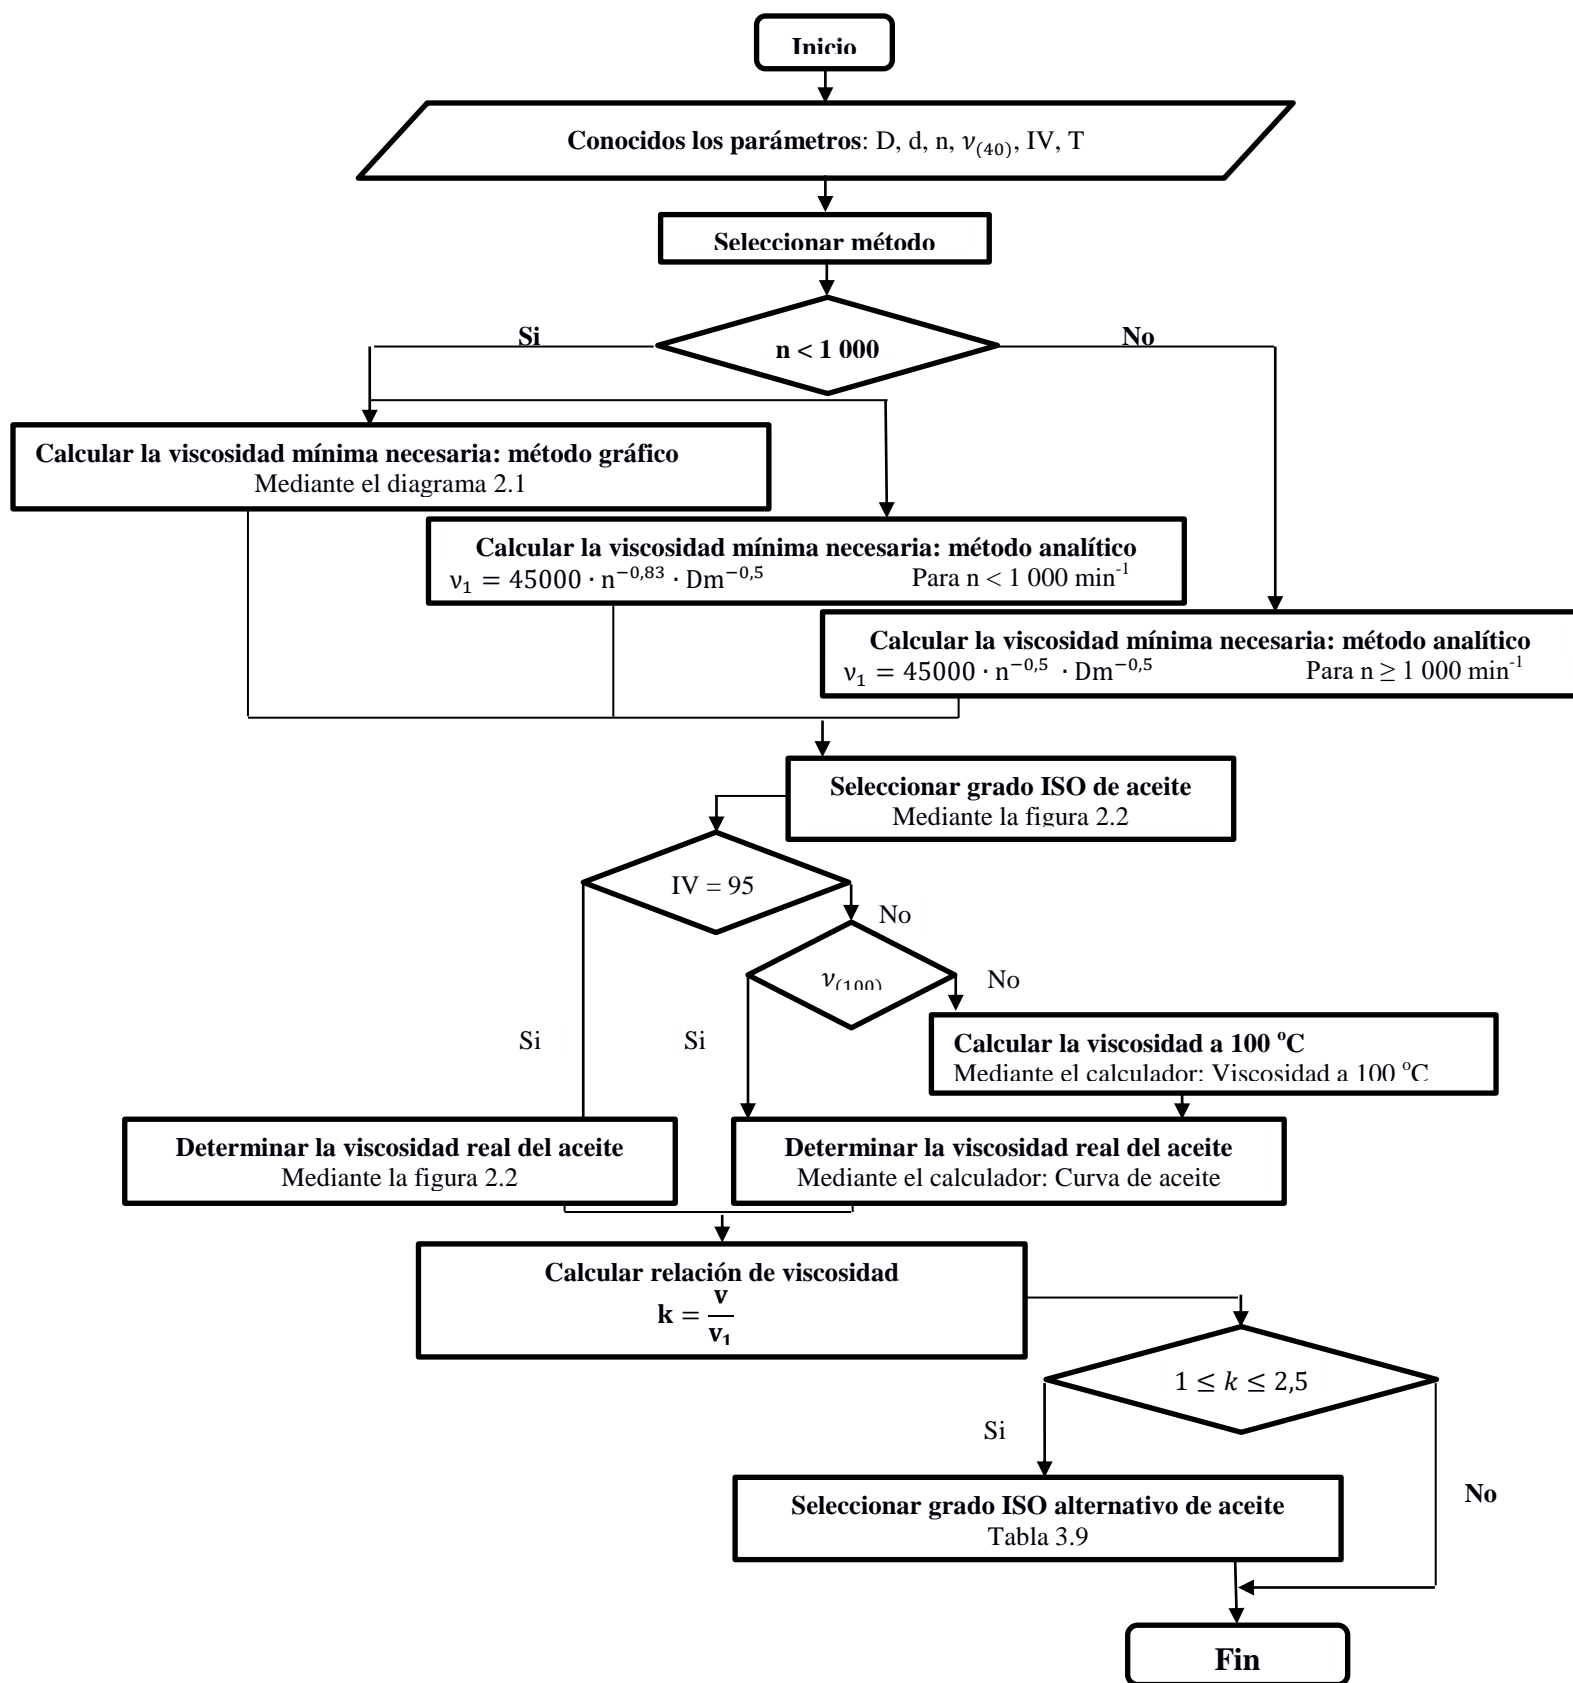 Inicio
Conocidos los parámetros: D, d, n, ν₍₄₀₎, IV, T
Seleccionar método
Si
No
n < 1 000
Calcular la viscosidad mínima necesaria: método gráfico
Mediante el diagrama 2.1
Calcular la viscosidad mínima necesaria: método analítico
ν₁ = 45000 · n⁻⁰,⁸³ · Dm⁻⁰,⁵ Para n < 1 000 min⁻¹
Calcular la viscosidad mínima necesaria: método analítico
ν₁ = 45000 · n⁻⁰,⁵ · Dm⁻⁰,⁵ Para n ≥ 1 000 min⁻¹
Seleccionar grado ISO de aceite
Mediante la figura 2.2
IV = 95
No
ν₍₁₀₀₎
No
Si
Si
Calcular la viscosidad a 100 °C
Mediante el calculador: Viscosidad a 100 °C
Determinar la viscosidad real del aceite
Mediante la figura 2.2
Determinar la viscosidad real del aceite
Mediante el calculador: Curva de aceite
Calcular relación de viscosidad
k = v/v₁
1 ≤ k ≤ 2,5
Si
No
Seleccionar grado ISO alternativo de aceite
Tabla 3.9
Fin